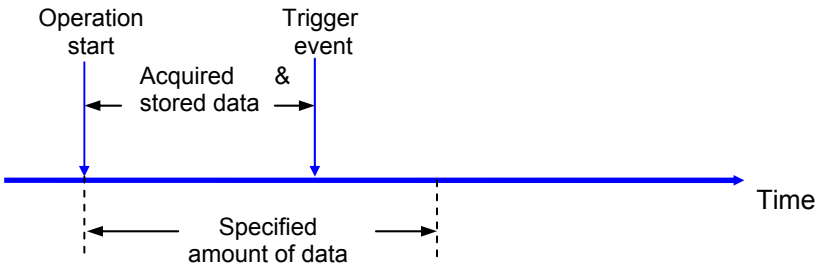 Operation
start
Trigger
event
Acquired &
stored data
Time
Specified
amount of data